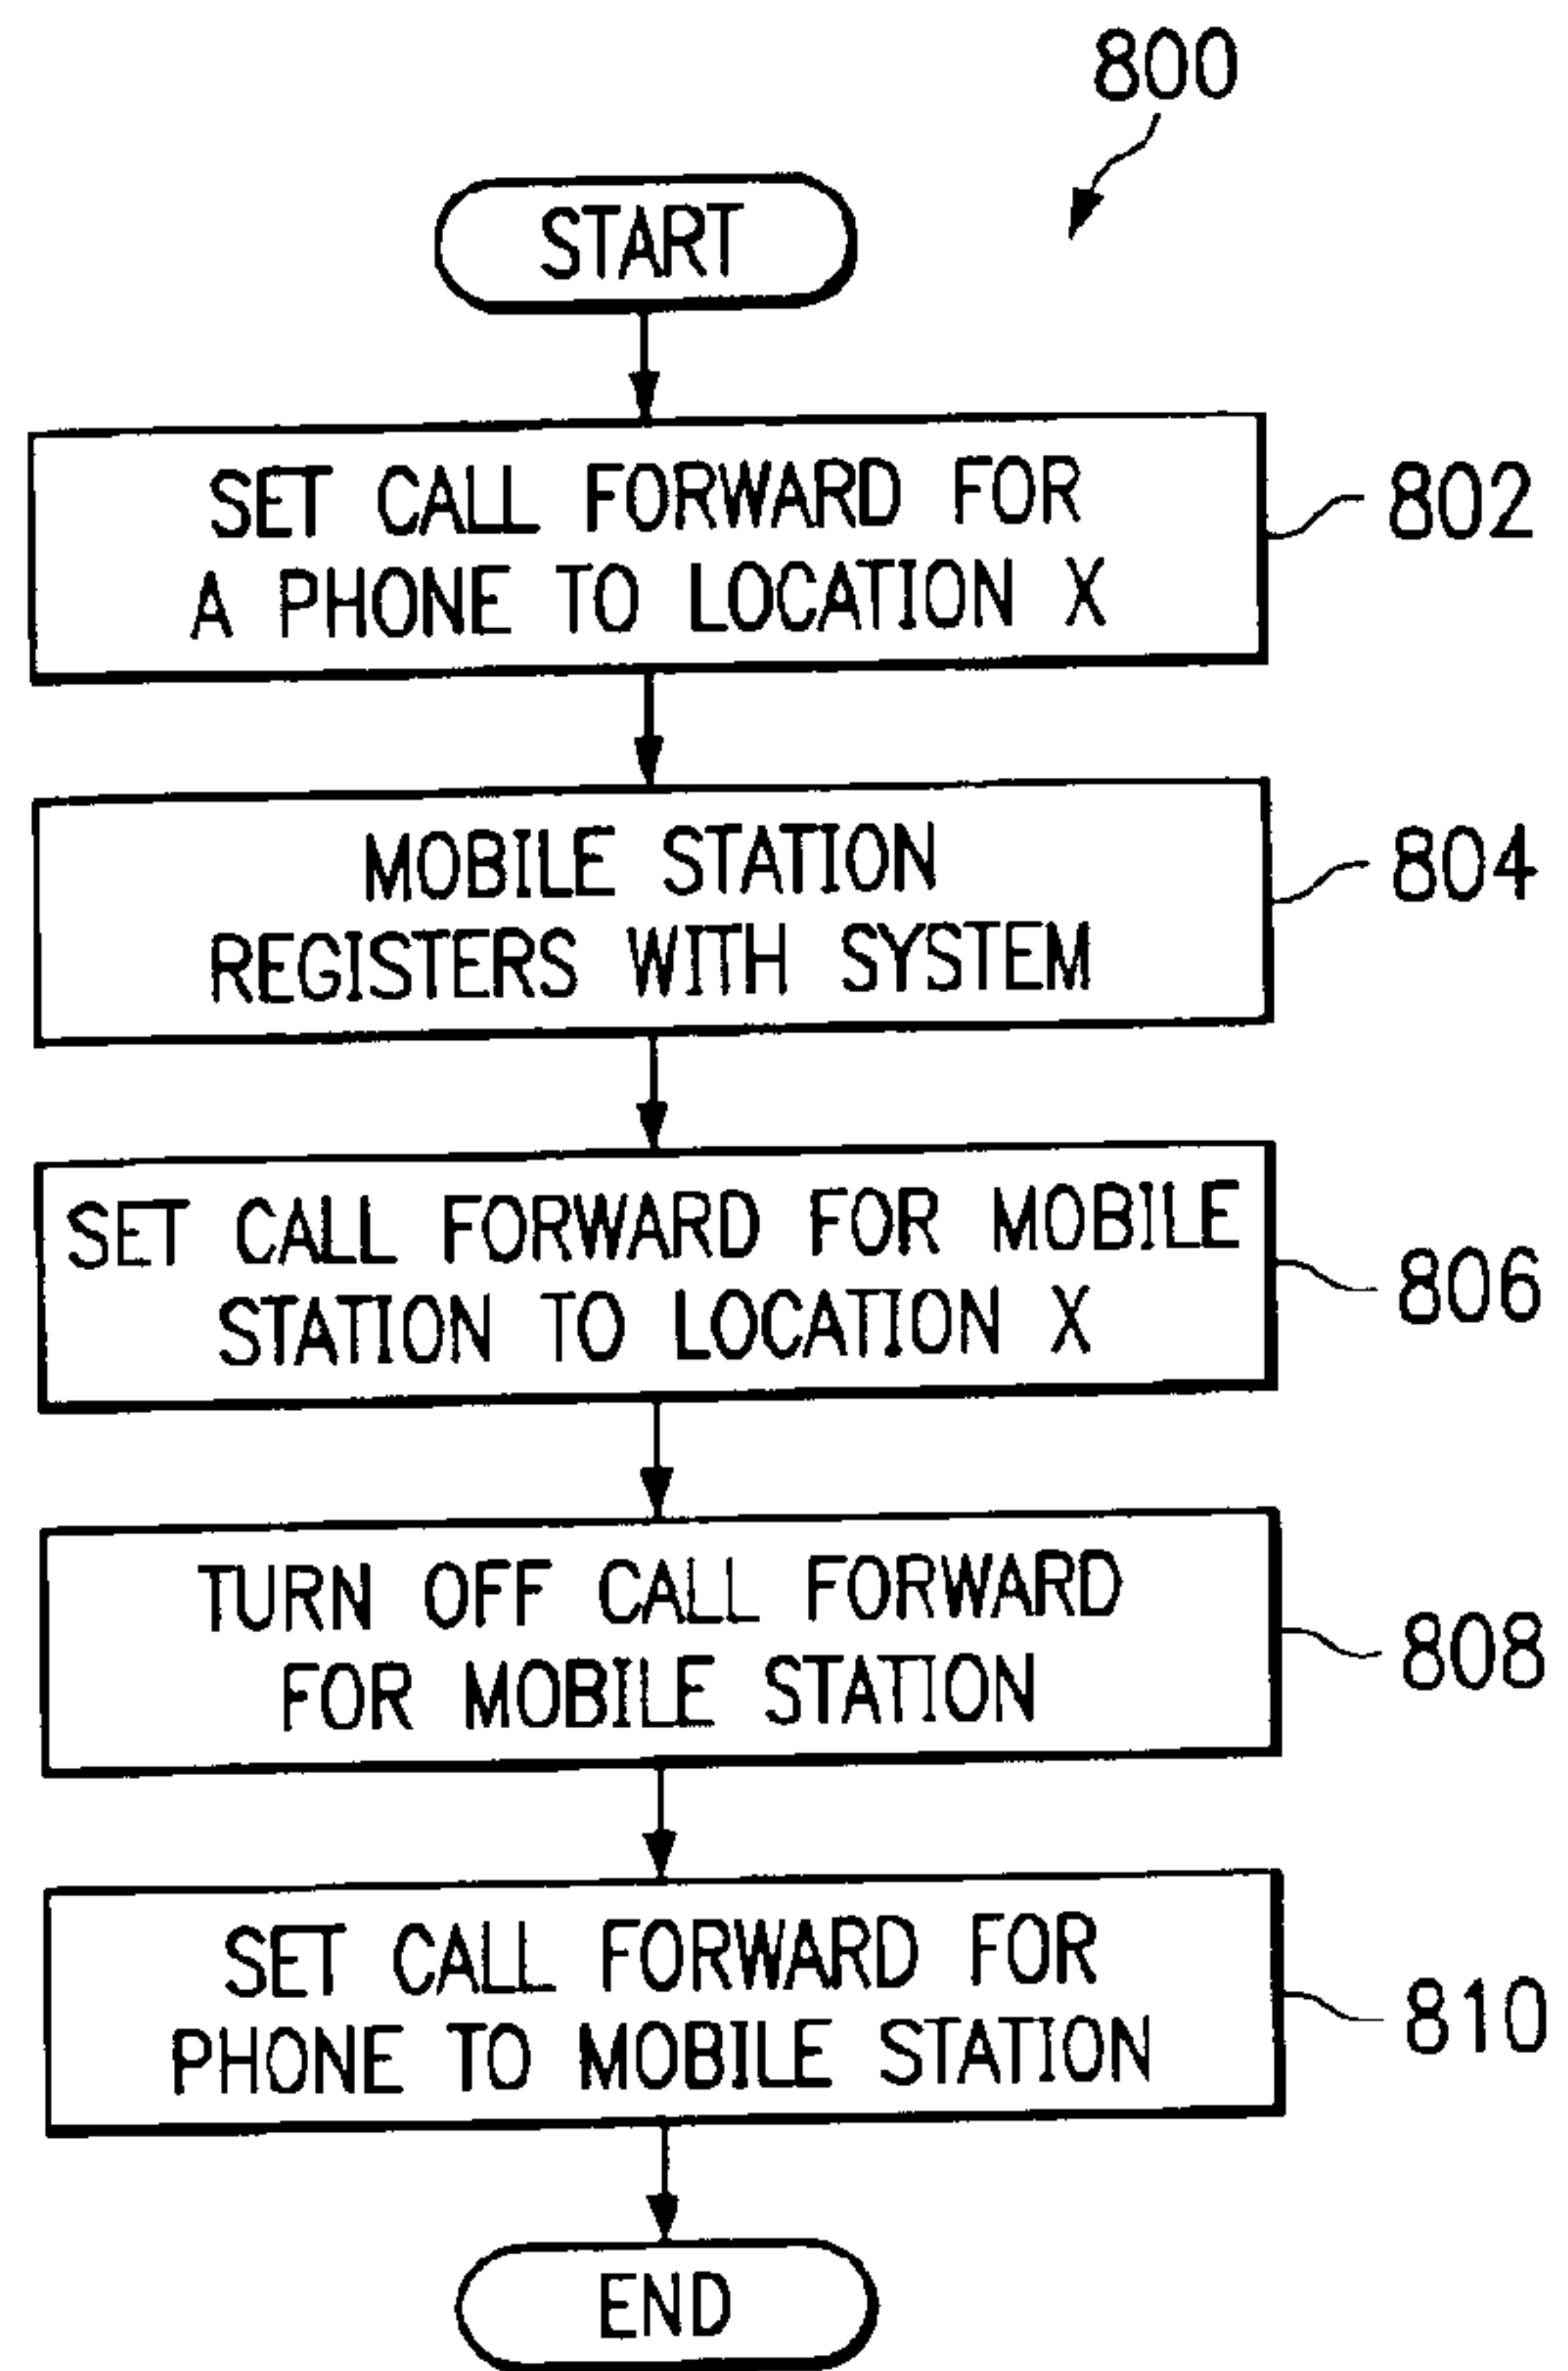 800
START
SET CALL FORWARD FOR
A PHONE TO LOCATION X
802
MOBILE STATION
REGISTERS WITH SYSTEM
804
SET CALL FORWARD FOR MOBILE
STATION TO LOCATION X
806
TURN OFF CALL FORWARD
FOR MOBILE STATION
808
SET CALL FORWARD FOR
PHONE TO MOBILE STATION
810
END